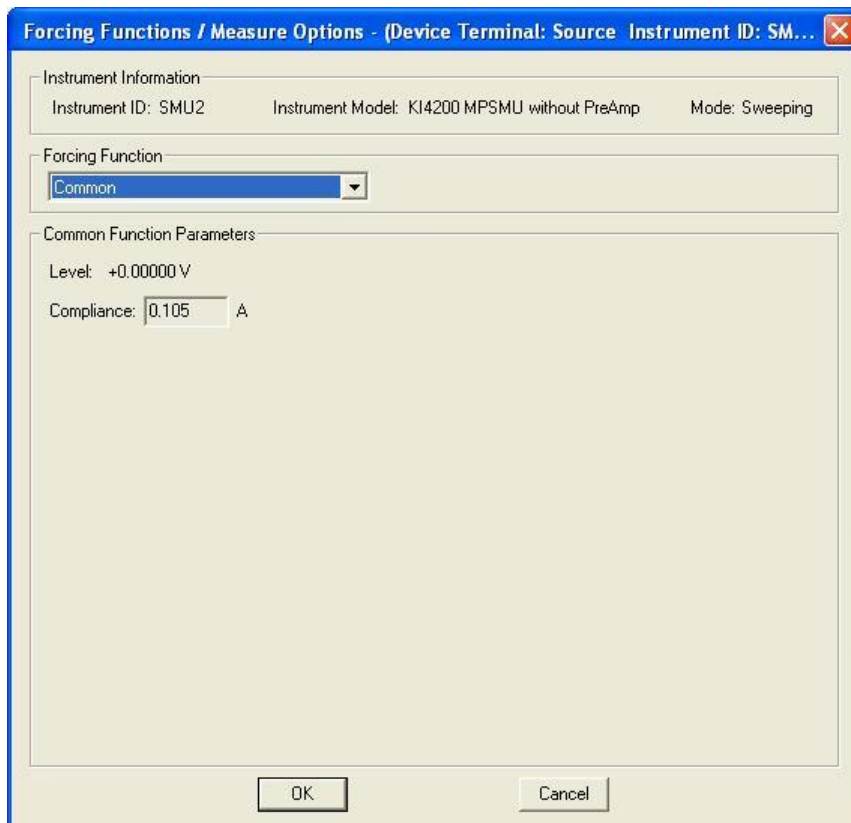 Forcing Functions / Measure Options - (Device Terminal: Source Instrument ID: SM...
Instrument Information
Instrument ID: SMU2 Instrument Model: KI4200 MPSMU without PreAmp Mode: Sweeping
Forcing Function
Common
Common Function Parameters
Level: +0.00000 V
Compliance: 0.105 A
OK Cancel